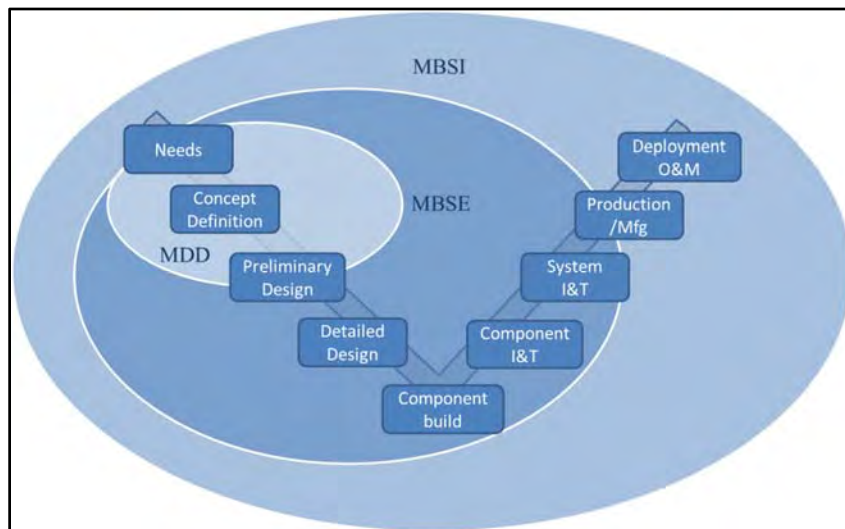 MBSI
Needs
Deployment
O&M
Concept
Definition
MBSE
Production
/Mfg
MDD
Preliminary
Design
System
I&T
Detailed
Design
Component
I&T
Component
build